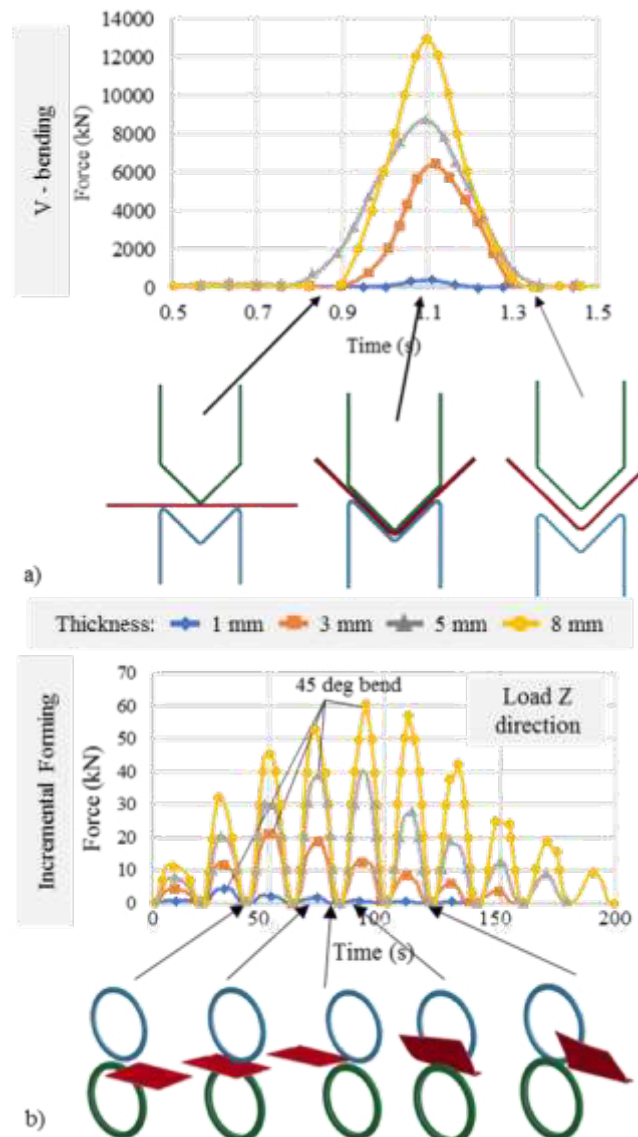 V - bending
Force (kN)
14000
12000
10000
8000
6000
4000
2000
0
0.5 0.7 0.9 1.1 1.3 1.5
Time (s)
a)
Thickness: 1 mm 3 mm 5 mm 8 mm
Incremental Forming
Force (kN)
70
60
50
40
30
20
10
0
45 deg bend
Load Z
direction
0 50 100 150 200
Time (s)
b)